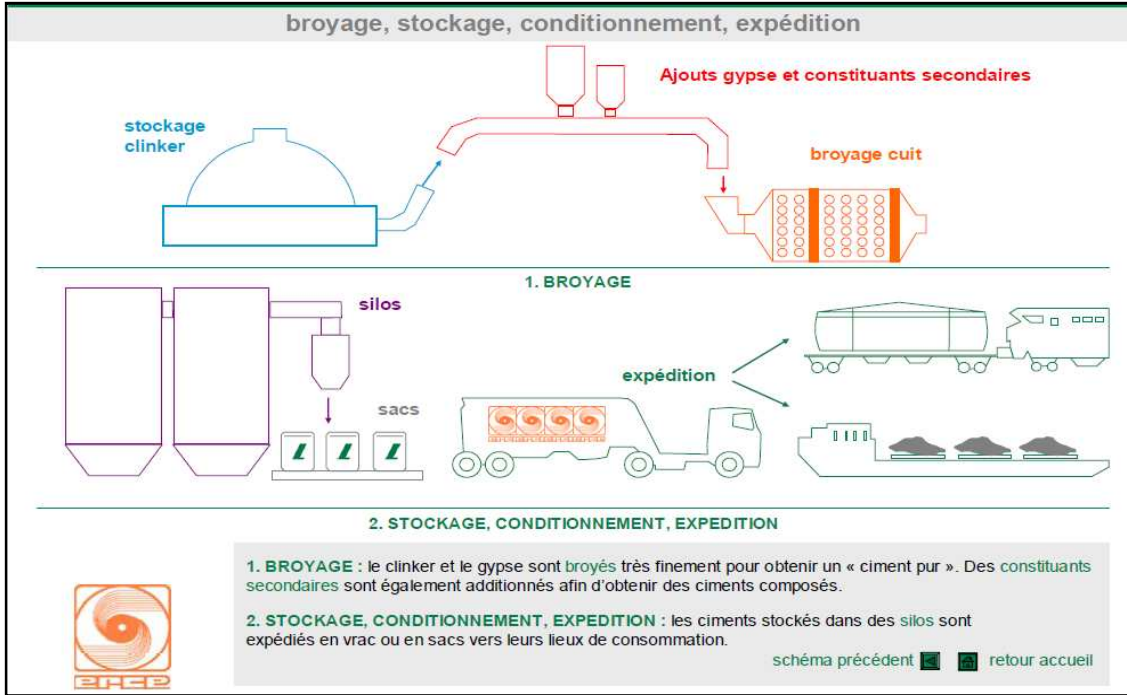 broyage, stockage, conditionnement, expédition
Ajouts gypse et constituants secondaires
stockage
clinker
broyage cuit
1. BROYAGE
silos
expédition
sacs
2. STOCKAGE, CONDITIONNEMENT, EXPEDITION
1. BROYAGE : le clinker et le gypse sont broyés très finement pour obtenir un « ciment pur ». Des constituants
secondaires sont également additionnés afin d’obtenir des ciments composés.
2. STOCKAGE, CONDITIONNEMENT, EXPEDITION : les ciments stockés dans des silos sont
expédiés en vrac ou en sacs vers leurs lieux de consommation.
schéma précédent retour accueil
erce